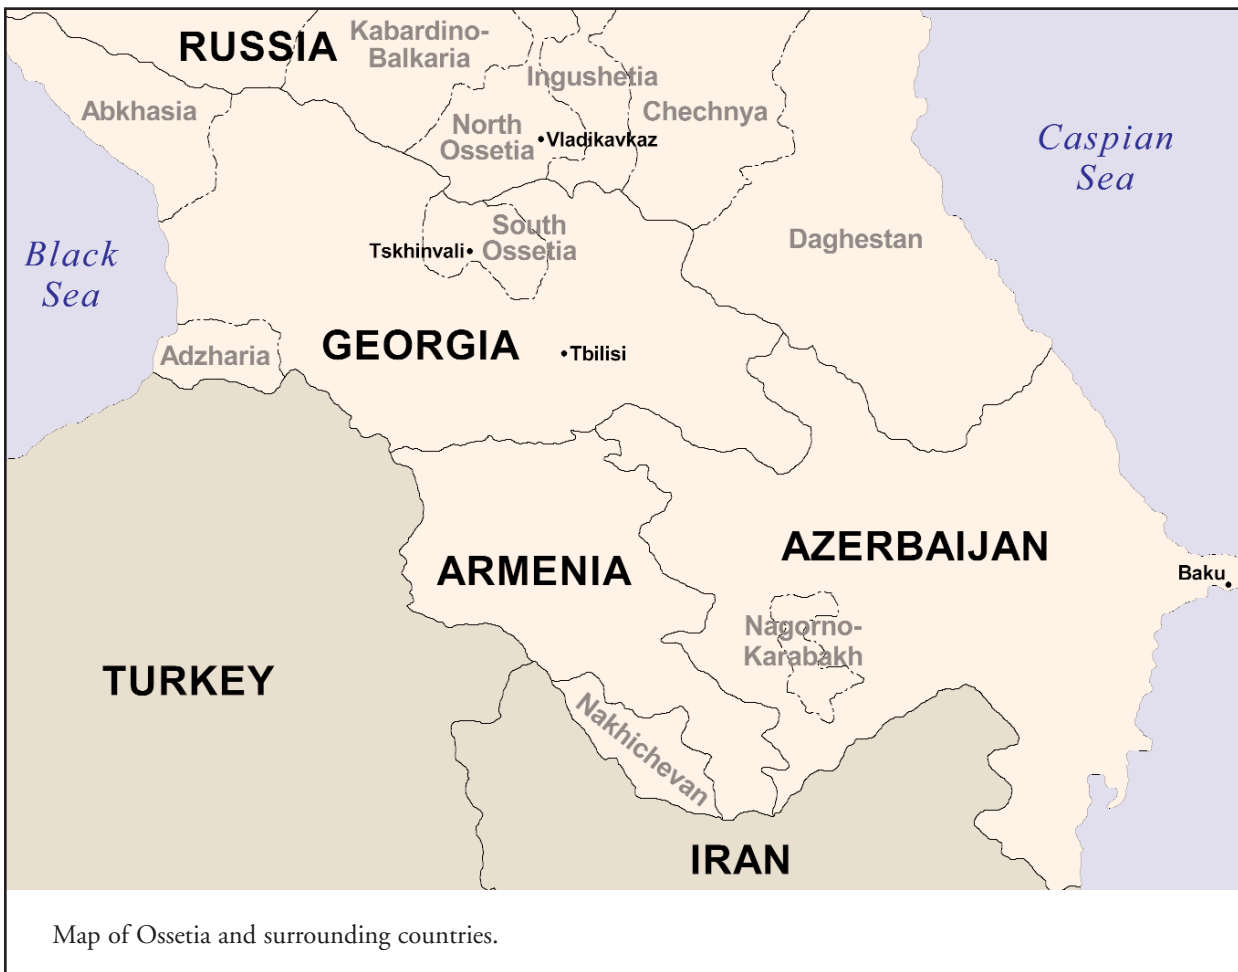 RUSSIA
Kabardino-
Balkaria
Ingushetia
Abkhasia
Chechnya
North
Ossetia
Vladikavkaz
Caspian
Sea
South
Ossetia
Tskhinvali
Daghestan
Black
Sea
GEORGIA
Tbilisi
Adzharia
AZERBAIJAN
ARMENIA
Baku
Nagorno-
Karabakh
TURKEY
Nakhichevan
IRAN
Map of Ossetia and surrounding countries.